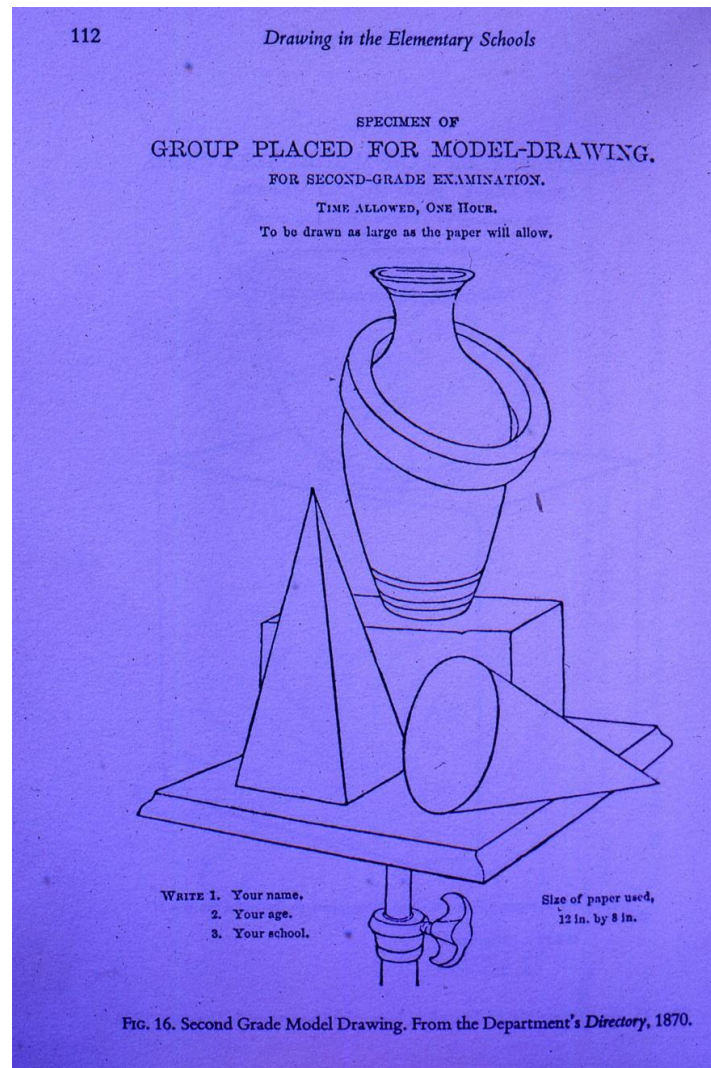 112
Drawing in the Elementary Schools
SPECIMEN OF
GROUP PLACED FOR MODEL-DRAWING.
FOR SECOND-GRADE EXAMINATION.
TIME ALLOWED, ONE HOUR.
To be drawn as large as the paper will allow.
WRITE 1. Your name.
2. Your age.
3. Your school.
Size of paper used,
12 in. by 8 in.
FIG. 16. Second Grade Model Drawing. From the Department's Directory, 1870.